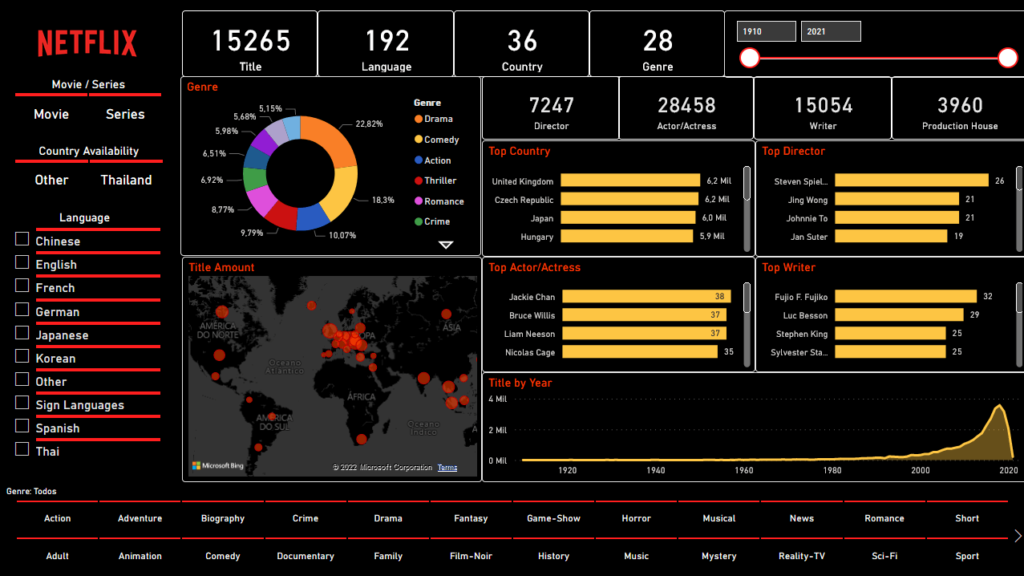 NETFLIX
Movie / Series
Movie Series
Country Availability
Other Thailand
Language
Chinese
English
French
German
Japanese
Korean
Other
Sign Languages
Spanish
Thai
15265
Title
192
Language
36
Country
28
Genre
1910 2021
Genre
5,15%
5,68%
5,98%
6,51%
6,92%
8,77%
9,79%
10,07%
18,3%
22,82%
Genre
Drama
Comedy
Action
Thriller
Romance
Crime
7247
Director
28458
Actor/Actress
15054
Writer
3960
Production House
Top Country
United Kingdom 6,2 Mil
Czech Republic 6,2 Mil
Japan 6,0 Mil
Hungary 5,9 Mil
Top Director
Steven Spiel... 26
Jing Wong 21
Johnnie To 21
Jan Suter 19
Title Amount
AMÉRICA
DO NORTE
ÁSIA
Oceano
Atlântico
ÁFRICA
AMÉRICA
DO SUL
Oceano
Índico
Microsoft Bing
© 2022 Microsoft Corporation Terms
Top Actor/Actress
Jackie Chan 38
Bruce Willis 37
Liam Neeson 37
Nicolas Cage 35
Top Writer
Fujio F. Fujiko 32
Luc Besson 29
Stephen King 25
Sylvester Sta... 25
Title by Year
4 Mil
2 Mil
0 Mil
1920 1940 1960 1980 2000 2020
Genre: Todos
Action Adventure Biography Crime Drama Fantasy Game-Show Horror Musical News Romance Short
Adult Animation Comedy Documentary Family Film-Noir History Music Mystery Reality-TV Sci-Fi Sport